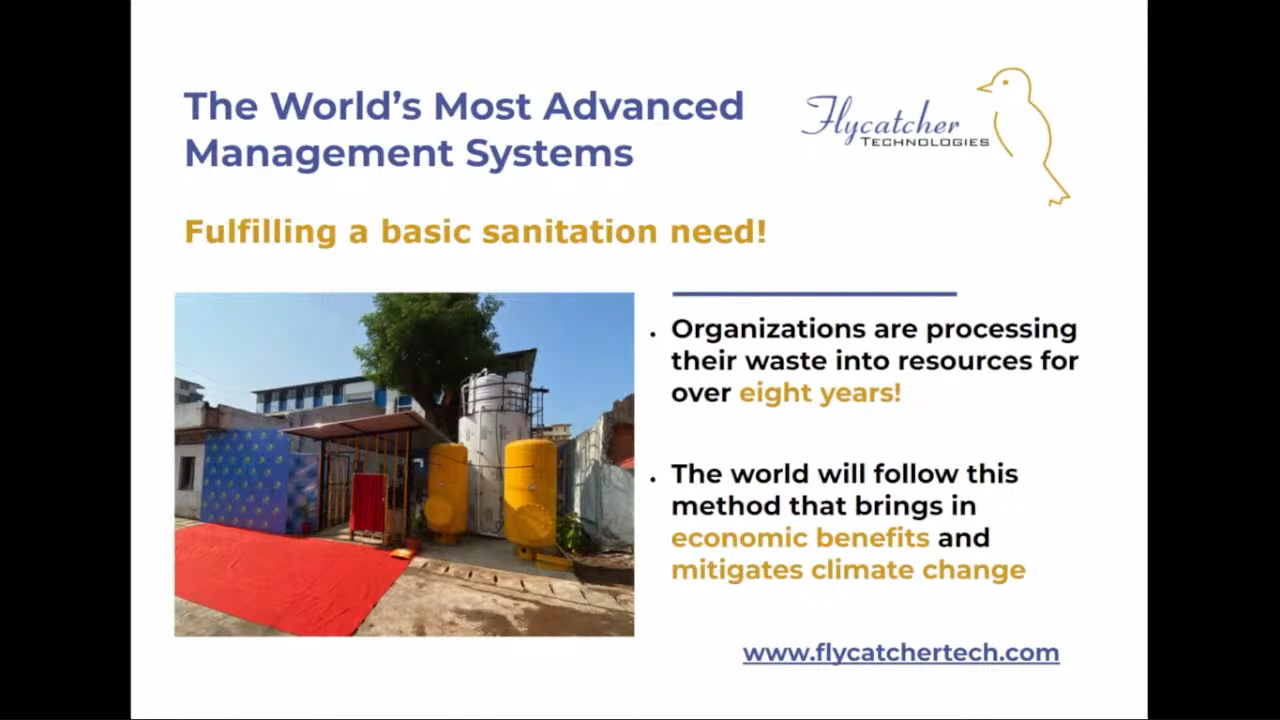 The World's Most Advanced
Management Systems
Flycatcher
TECHNOLOGIES
Fulfilling a basic sanitation need!
. Organizations are processing
their waste into resources for
over eight years!
. The world will follow this
method that brings in
economic benefits and
mitigates climate change
www.flycatchertech.com